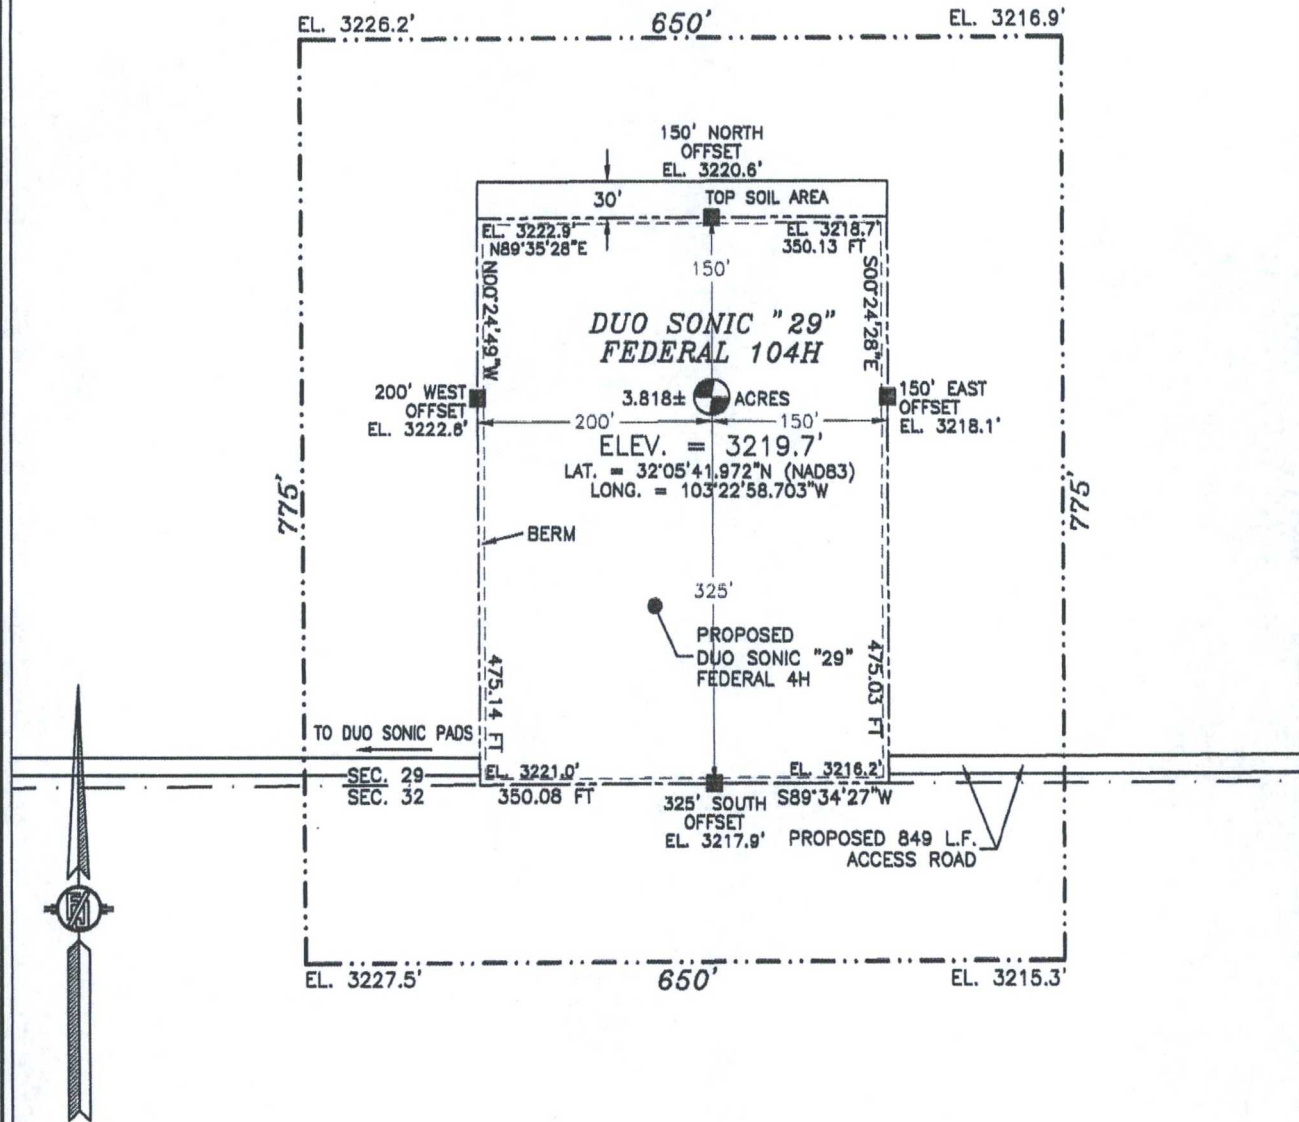 EL. 3226.2'
650'
EL. 3216.9'
150' NORTH
OFFSET
EL. 3220.6'
30'
TOP SOIL AREA
EL. 3222.9'
N89°35'28"E
EL. 3218.7'
350.13 FT
N00°24'49"W
150'
S00°24'28"E
DUO SONIC "29"
FEDERAL 104H
200' WEST
OFFSET
EL. 3222.6'
3.818± ACRES
150' EAST
OFFSET
EL. 3218.1'
200'
150'
ELEV. = 3219.7'
LAT. = 32°05'41.972"N (NAD83)
LONG. = 103°22'58.703"W
775'
775'
BERM
325'
PROPOSED
DUO SONIC "29"
FEDERAL 4H
475.14 FT
475.03 FT
TO DUO SONIC PADS
SEC. 29
SEC. 32
EL. 3221.0'
350.08 FT
EL. 3216.2'
S89°34'27"W
325' SOUTH
OFFSET
EL. 3217.9'
PROPOSED 849 L.F.
ACCESS ROAD
EL. 3227.5'
650'
EL. 3215.3'